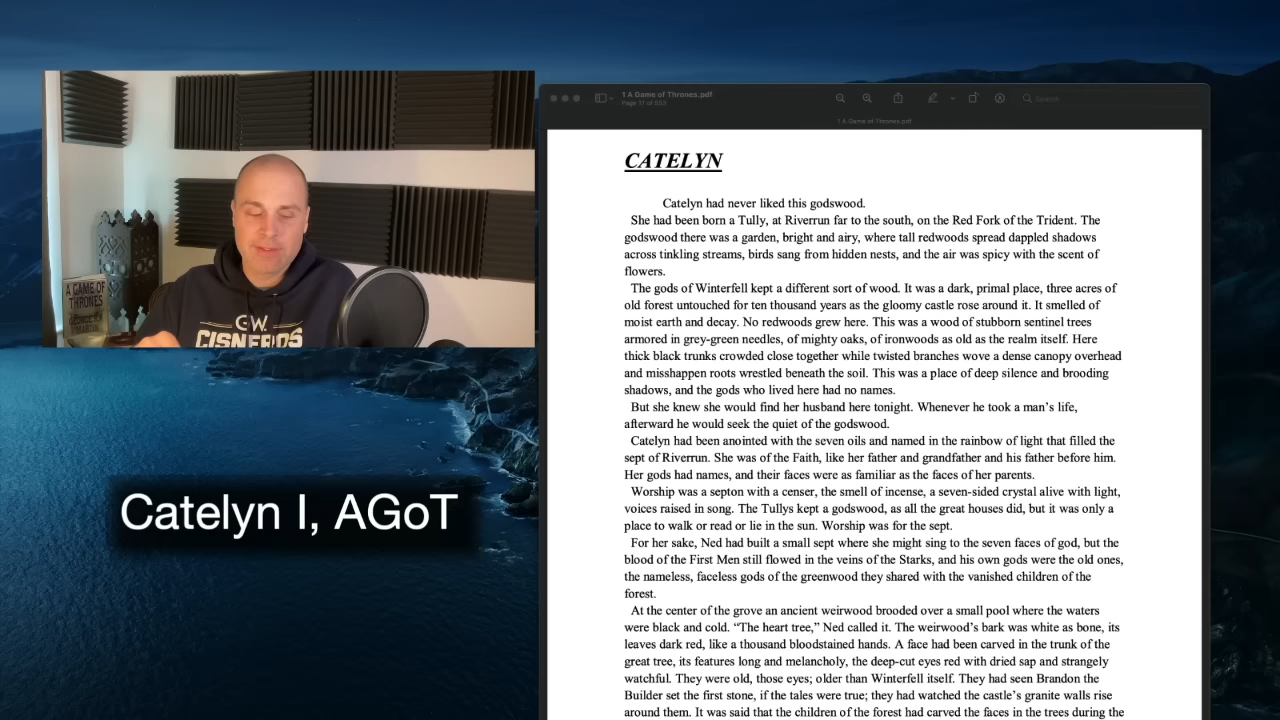 1 A Game of Thrones.pdf
Page 17 of 553
Search
1 A Game of Thrones.pdf
CATELYN
Catelyn had never liked this godswood.
She had been born a Tully, at Riverrun far to the south, on the Red Fork of the Trident. The
godswood there was a garden, bright and airy, where tall redwoods spread dappled shadows
across tinkling streams, birds sang from hidden nests, and the air was spicy with the scent of
flowers.
The gods of Winterfell kept a different sort of wood. It was a dark, primal place, three acres of
old forest untouched for ten thousand years as the gloomy castle rose around it. It smelled of
moist earth and decay. No redwoods grew here. This was a wood of stubborn sentinel trees
armored in grey-green needles, of mighty oaks, of ironwoods as old as the realm itself. Here
thick black trunks crowded close together while twisted branches wove a dense canopy overhead
and misshapen roots wrestled beneath the soil. This was a place of deep silence and brooding
shadows, and the gods who lived here had no names.
But she knew she would find her husband here tonight. Whenever he took a man's life,
afterward he would seek the quiet of the godswood.
Catelyn had been anointed with the seven oils and named in the rainbow of light that filled the
sept of Riverrun. She was of the Faith, like her father and grandfather and his father before him.
Her gods had names, and their faces were as familiar as the faces of her parents.
Worship was a septon with a censer, the smell of incense, a seven-sided crystal alive with light,
voices raised in song. The Tullys kept a godswood, as all the great houses did, but it was only a
place to walk or read or lie in the sun. Worship was for the sept.
For her sake, Ned had built a small sept where she might sing to the seven faces of god, but the
blood of the First Men still flowed in the veins of the Starks, and his own gods were the old ones,
the nameless, faceless gods of the greenwood they shared with the vanished children of the
forest.
At the center of the grove an ancient weirwood brooded over a small pool where the waters
were black and cold. “The heart tree,” Ned called it. The weirwood's bark was white as bone, its
leaves dark red, like a thousand bloodstained hands. A face had been carved in the trunk of the
great tree, its features long and melancholy, the deep-cut eyes red with dried sap and strangely
watchful. They were old, those eyes; older than Winterfell itself. They had seen Brandon the
Builder set the first stone, if the tales were true; they had watched the castle's granite walls rise
around them. It was said that the children of the forest had carved the faces in the trees during the
A GAME OF
THRONES
GW
CISNEROS
Catelyn I, AGoT